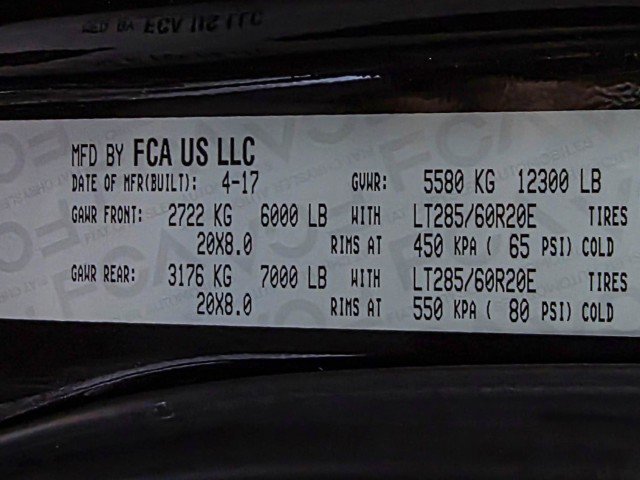 MFD BY FCA US LLC
DATE OF MFR(BUILT): 4-17 GVWR: 5580 KG 12300 LB
GAWR FRONT: 2722 KG 6000 LB WITH LT285/60R20E TIRES
20X8.0 RIMS AT 450 KPA ( 65 PSI) COLD
GAWR REAR: 3176 KG 7000 LB WITH LT285/60R20E TIRES
20X8.0 RIMS AT 550 KPA ( 80 PSI) COLD